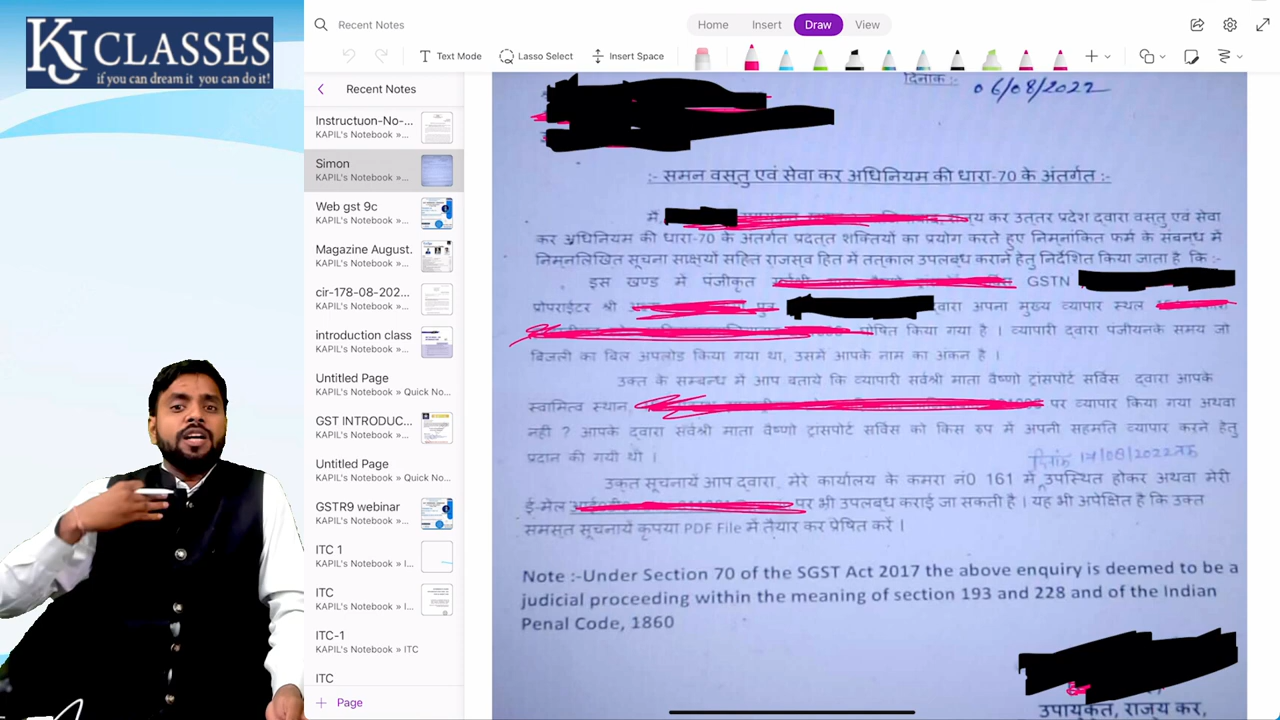 KJ CLASSES
if you can dream it you can do it!
Recent Notes
Home Insert Draw View
Text Mode Lasso Select Insert Space
Recent Notes
Instructuon-No-...
KAPIL's Notebook »...
Simon
KAPIL's Notebook »...
Web gst 9c
KAPIL's Notebook »...
Magazine August.
KAPIL's Notebook »...
cir-178-08-202...
KAPIL's Notebook »...
introduction class
KAPIL's Notebook »...
Untitled Page
KAPIL's Notebook » Quick No...
GST INTRODUC...
KAPIL's Notebook »...
Untitled Page
KAPIL's Notebook » Quick No...
GSTR9 webinar
KAPIL's Notebook »...
ITC 1
KAPIL's Notebook » I...
ITC
KAPIL's Notebook » I...
ITC-1
KAPIL's Notebook » ITC
ITC
Page
दिनांक :- 06/08/2022
:- समन वस्तु एवं सेवा कर अधिनियम की धारा-70 के अंतर्गत :-
मैं कर उत्तर प्रदेश द्वारा वस्तु एवं सेवा
कर अधिनियम की धारा-70 के अंतर्गत प्रदत्त शक्तियों का प्रयोग करते हुए निम्नांकित फर्म के संबन्ध में
निम्नलिखित सूचना साक्ष्यों सहित राजस्व हित में तत्काल उपलब्ध कराने हेतु निर्देशित किया जाता है कि :-
इस खण्ड में पंजीकृत GSTN
प्रोपराईटर श्री पुत्र द्वारा अपना मुख्य व्यापार स्थल
घोषित किया गया है । व्यापारी द्वारा पंजीयनके समय जो
बिजली का बिल अपलोड किया गया था, उसमें आपके नाम का अंकन है ।
उक्त के सम्बन्ध में आप बताये कि व्यापारी सर्वश्री माता वैष्णो ट्रासपोर्ट सर्विस द्वारा आपके
स्वामित्व स्थान पर व्यापार किया गया अथवा
नही ? आपके द्वारा सर्वश्री माता वैष्णो ट्रासपोर्ट सर्विस को किस रुप में अपनी सहमति व्यापार करने हेतु
प्रदान की गयी थी । दिनांक /08/2022 तक
उक्त सूचनायें आप द्वारा, मेरे कार्यालय के कमरा नं0 161 में उपस्थित होकर अथवा मेरी
ई-मेल पर भी उपलब्ध कराई जा सकती है । यह भी अपेक्षित है कि उक्त
समस्त सूचनायें कृपया PDF File में तैयार कर प्रेषित करें ।
Note :-Under Section 70 of the SGST Act 2017 the above enquiry is deemed to be a
judicial proceeding within the meaning of section 193 and 228 and of the Indian
Penal Code, 1860
उपायुक्त, राज्य कर,